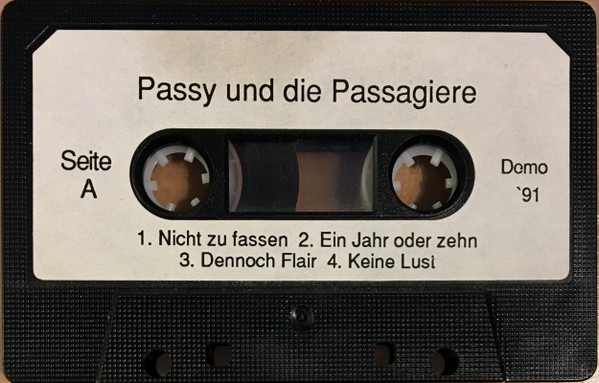 Passy und die Passagiere
Seite
A
Demo
`91
1. Nicht zu fassen 2. Ein Jahr oder zehn
3. Dennoch Flair 4. Keine Lust